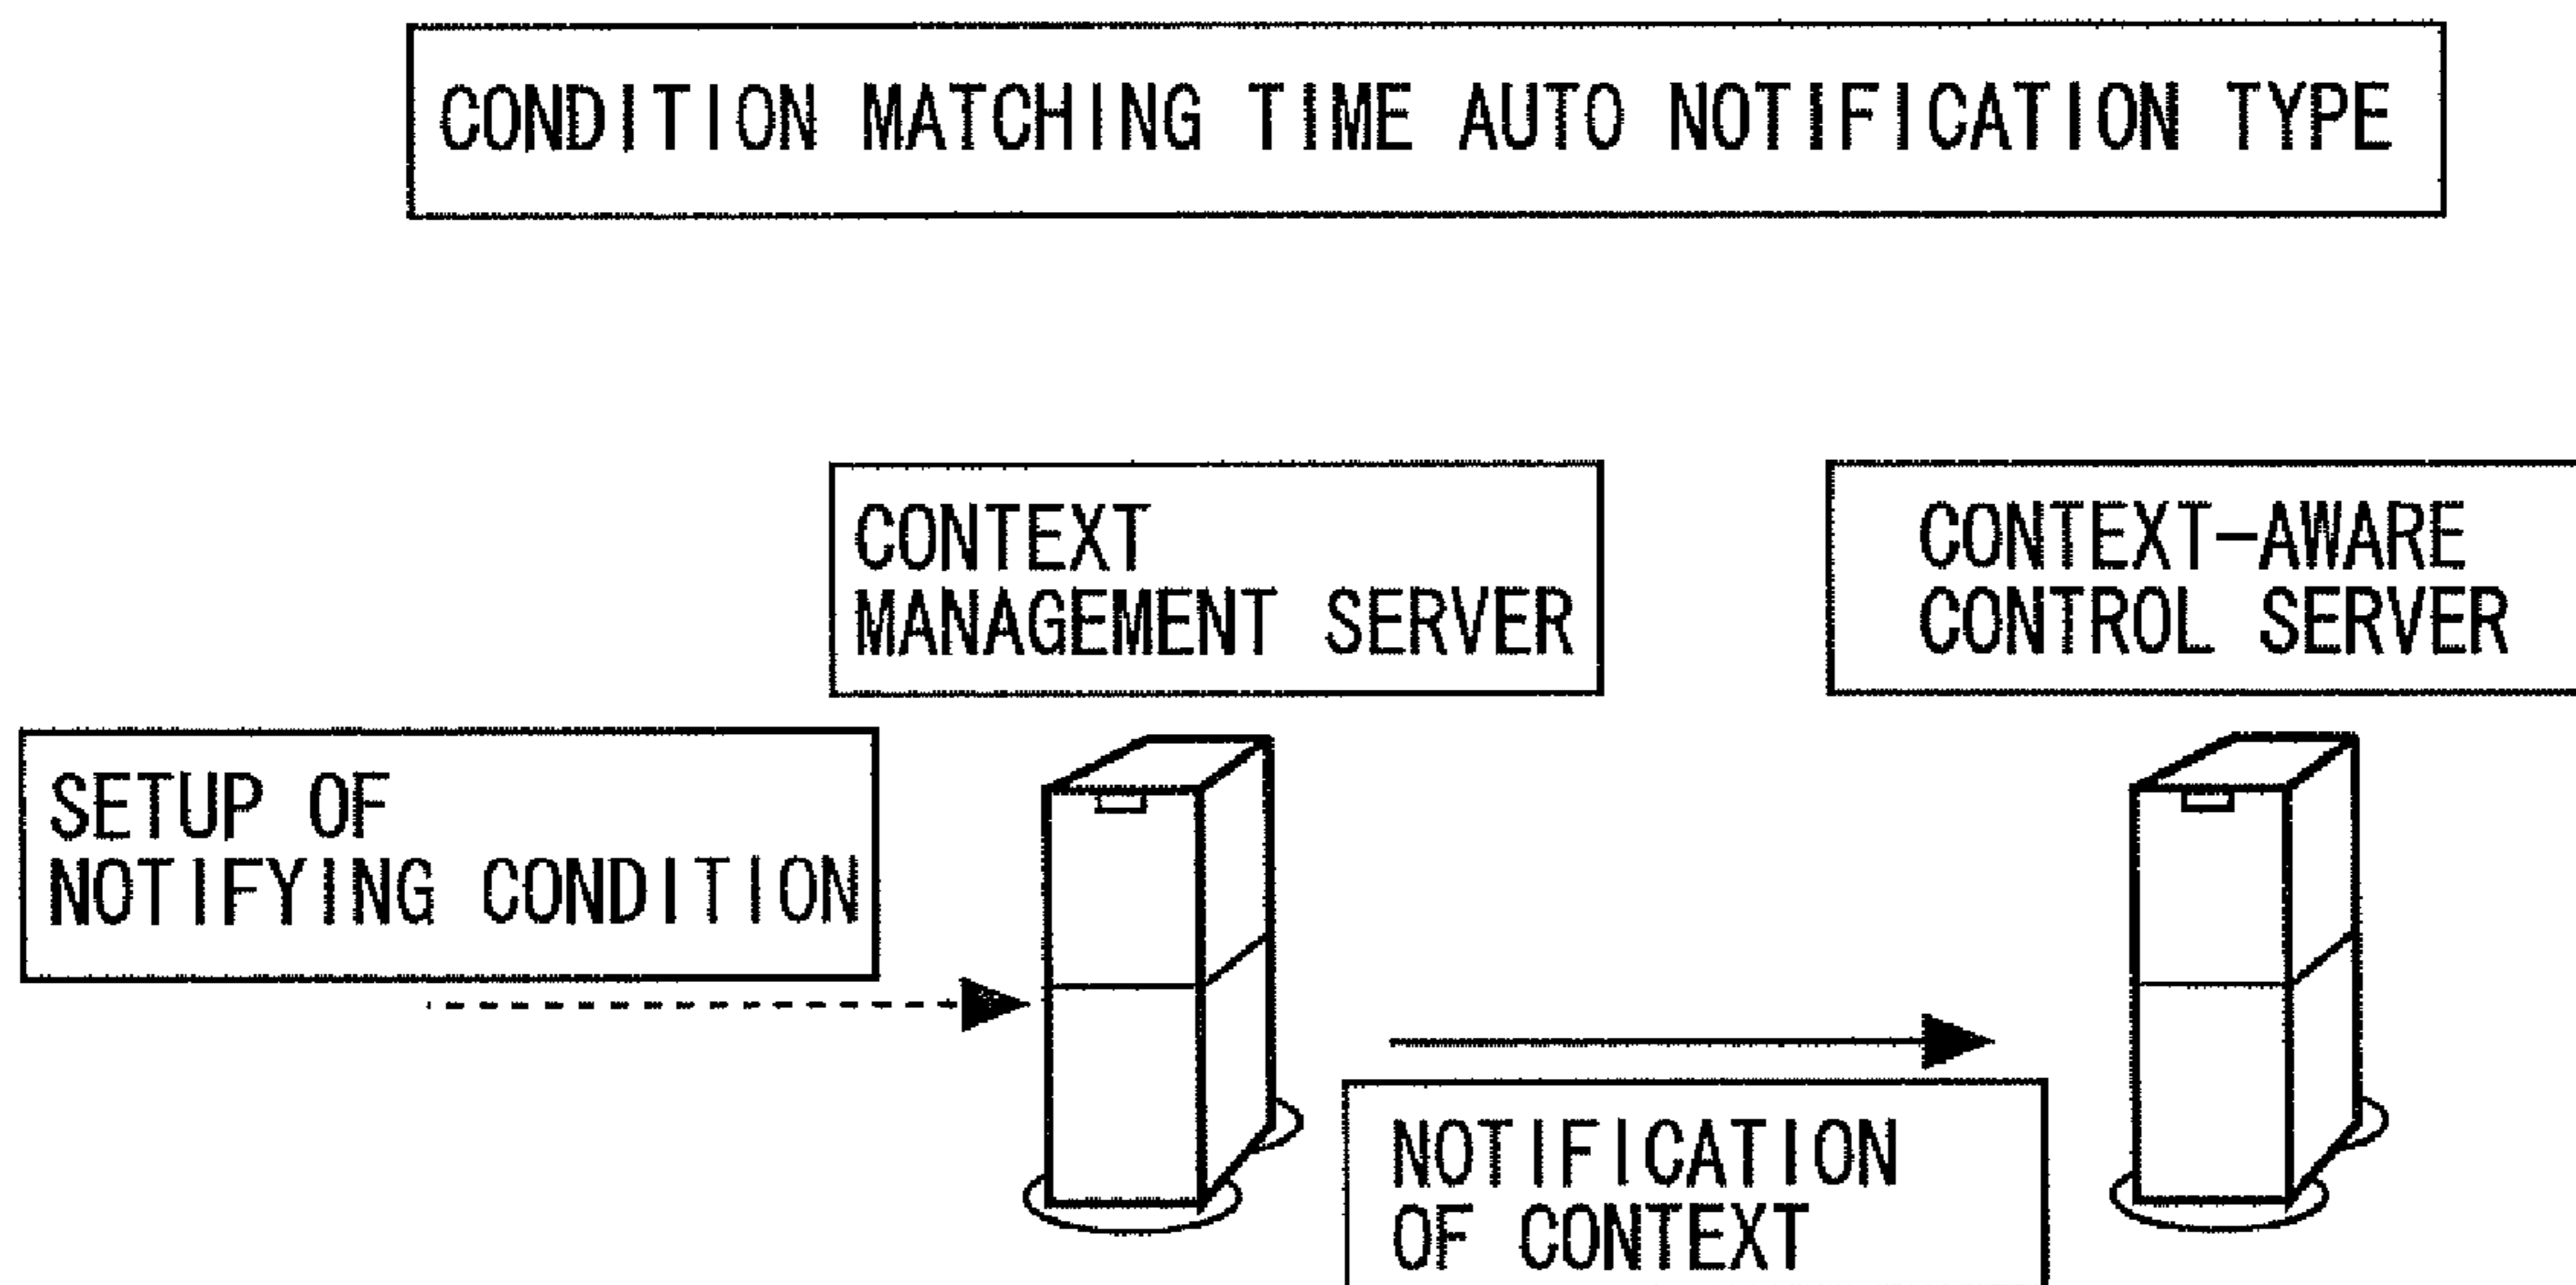 CONDITION MATCHING TIME AUTO NOTIFICATION TYPE
CONTEXT
MANAGEMENT SERVER
CONTEXT-AWARE
CONTROL SERVER
SETUP OF
NOTIFYING CONDITION
NOTIFICATION
OF CONTEXT